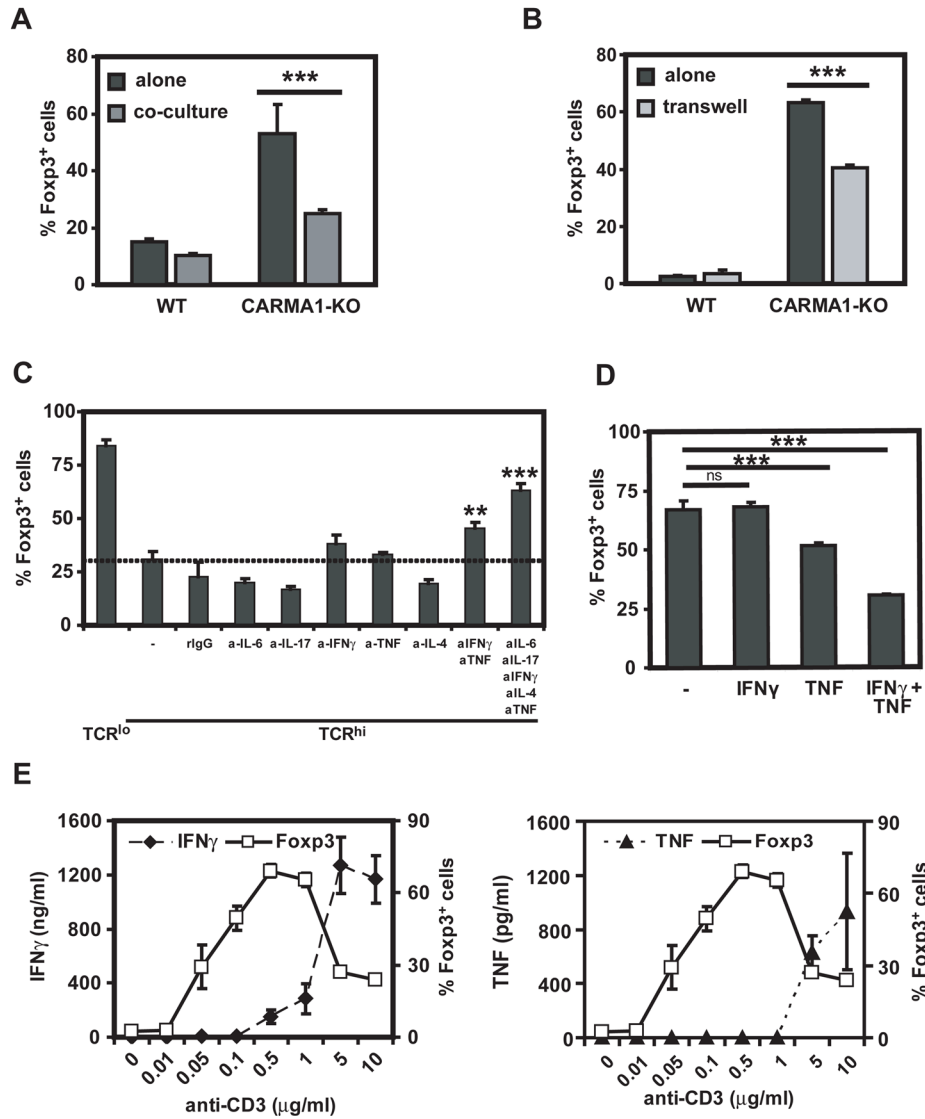 A
80
60
40
20
0
% Foxp3+ cells
alone
co-culture
***
WT
CARMA1-KO
B
80
60
40
20
0
% Foxp3+ cells
alone
transwell
***
WT
CARMA1-KO
C
100
75
50
25
0
% Foxp3+ cells
**
***
- rIgG a-IL-6 a-IL-17 a-IFNγ a-TNF a-IL-4 aIFNγ aIL-6
aTNF aIL-17
aIFNγ
aIL-4
aTNF
TCRlo TCRhi
D
100
75
50
25
0
% Foxp3+ cells
***
***
ns
- IFNγ TNF IFNγ +
TNF
E
1600
1200
800
400
0
IFNγ (ng/ml)
IFNγ Foxp3
90
60
30
0
% Foxp3+ cells
0 0.01 0.05 0.1 0.5 1 5 10
anti-CD3 (μg/ml)
1600
1200
800
400
0
TNF (pg/ml)
TNF Foxp3
90
60
30
0
% Foxp3+ cells
0 0.01 0.05 0.1 0.5 1 5 10
anti-CD3 (μg/ml)